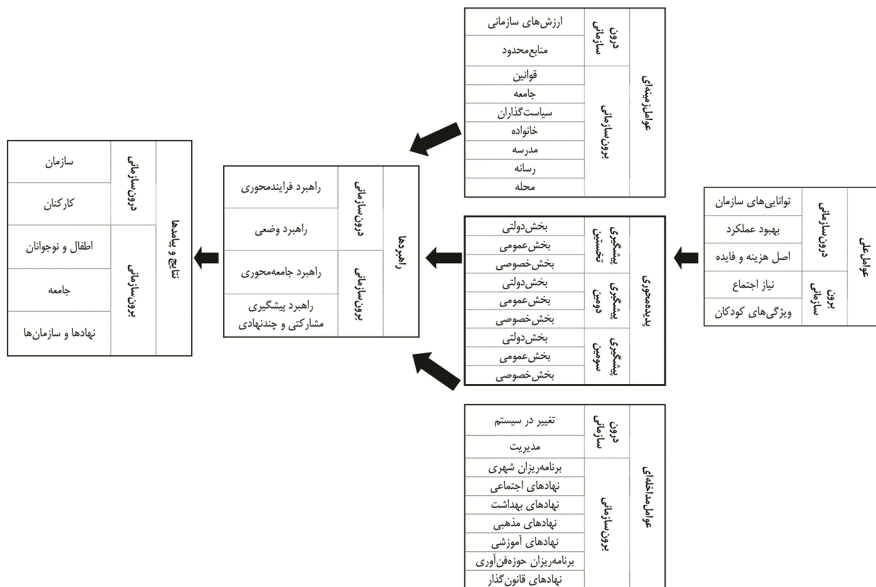 عوامل‌علی
درون‌سازمانی
توانایی‌های سازمان
بهبود عملکرد
اصل هزینه و فایده
برون
سازمانی
نیاز اجتماع
ویژگی‌های کودکان
عوامل‌زمینه‌ای
درون
سازمانی
ارزش‌های سازمانی
منابع‌محدود
برون‌سازمانی
قوانین
جامعه
سیاست‌گذاران
خانواده
مدرسه
رسانه
محله
پدیده‌محوری
پیشگیری
نخستین
بخش‌دولتی
بخش‌عمومی
بخش‌خصوصی
پیشگیری
دومین
بخش‌دولتی
بخش‌عمومی
بخش‌خصوصی
پیشگیری
سومین
بخش‌دولتی
بخش‌عمومی
بخش‌خصوصی
عوامل‌مداخله‌ای
درون
سازمانی
تغییر در سیستم
مدیریت
برون‌سازمانی
برنامه‌ریزان شهری
نهادهای اجتماعی
نهادهای بهداشت
نهادهای مذهبی
نهادهای آموزشی
برنامه‌ریزان حوزه‌فن‌آوری
نهادهای قانون‌گذار
راهبردها
درون‌سازمانی
راهبرد فرایندمحوری
راهبرد وضعی
برون‌سازمانی
راهبرد جامعه‌محوری
راهبرد پیشگیری
مشارکتی و چندنهادی
نتایج و پیامدها
درون‌سازمانی
سازمان
کارکنان
برون‌سازمانی
اطفال و نوجوانان
جامعه
نهادها و سازمان‌ها